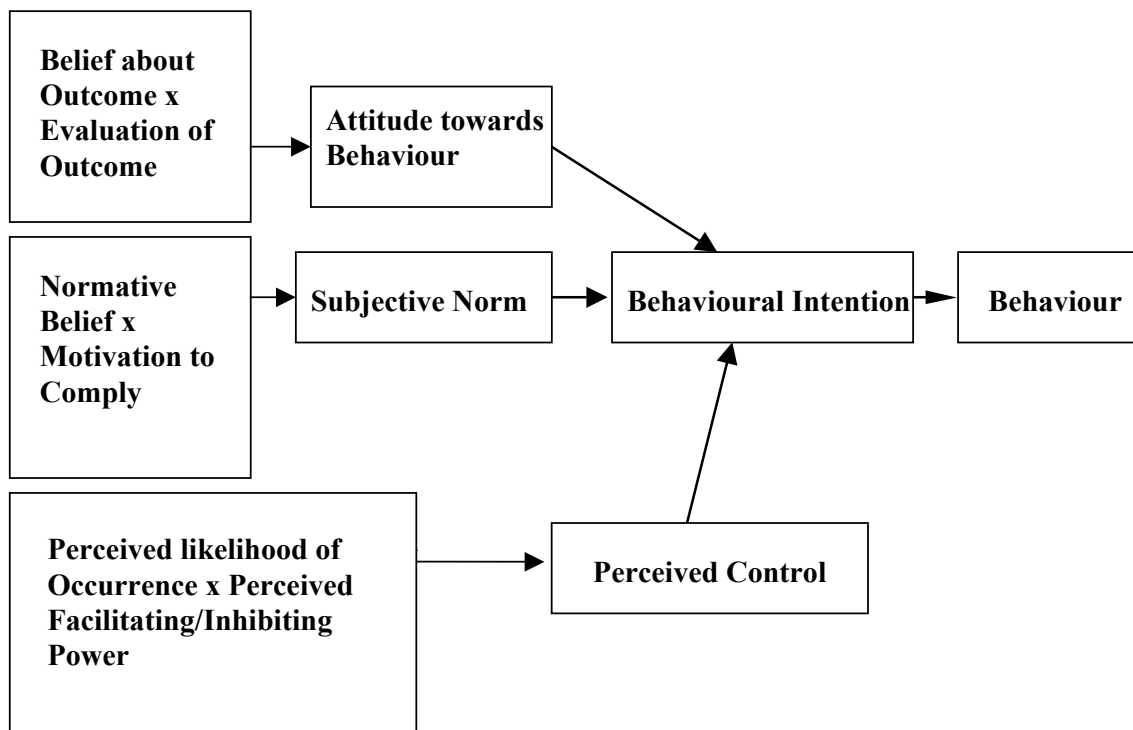 Belief about
Outcome x
Evaluation of
Outcome
Attitude towards
Behaviour
Normative
Belief x
Motivation to
Comply
Subjective Norm
Behavioural Intention
Behaviour
Perceived likelihood of
Occurrence x Perceived
Facilitating/Inhibiting
Power
Perceived Control